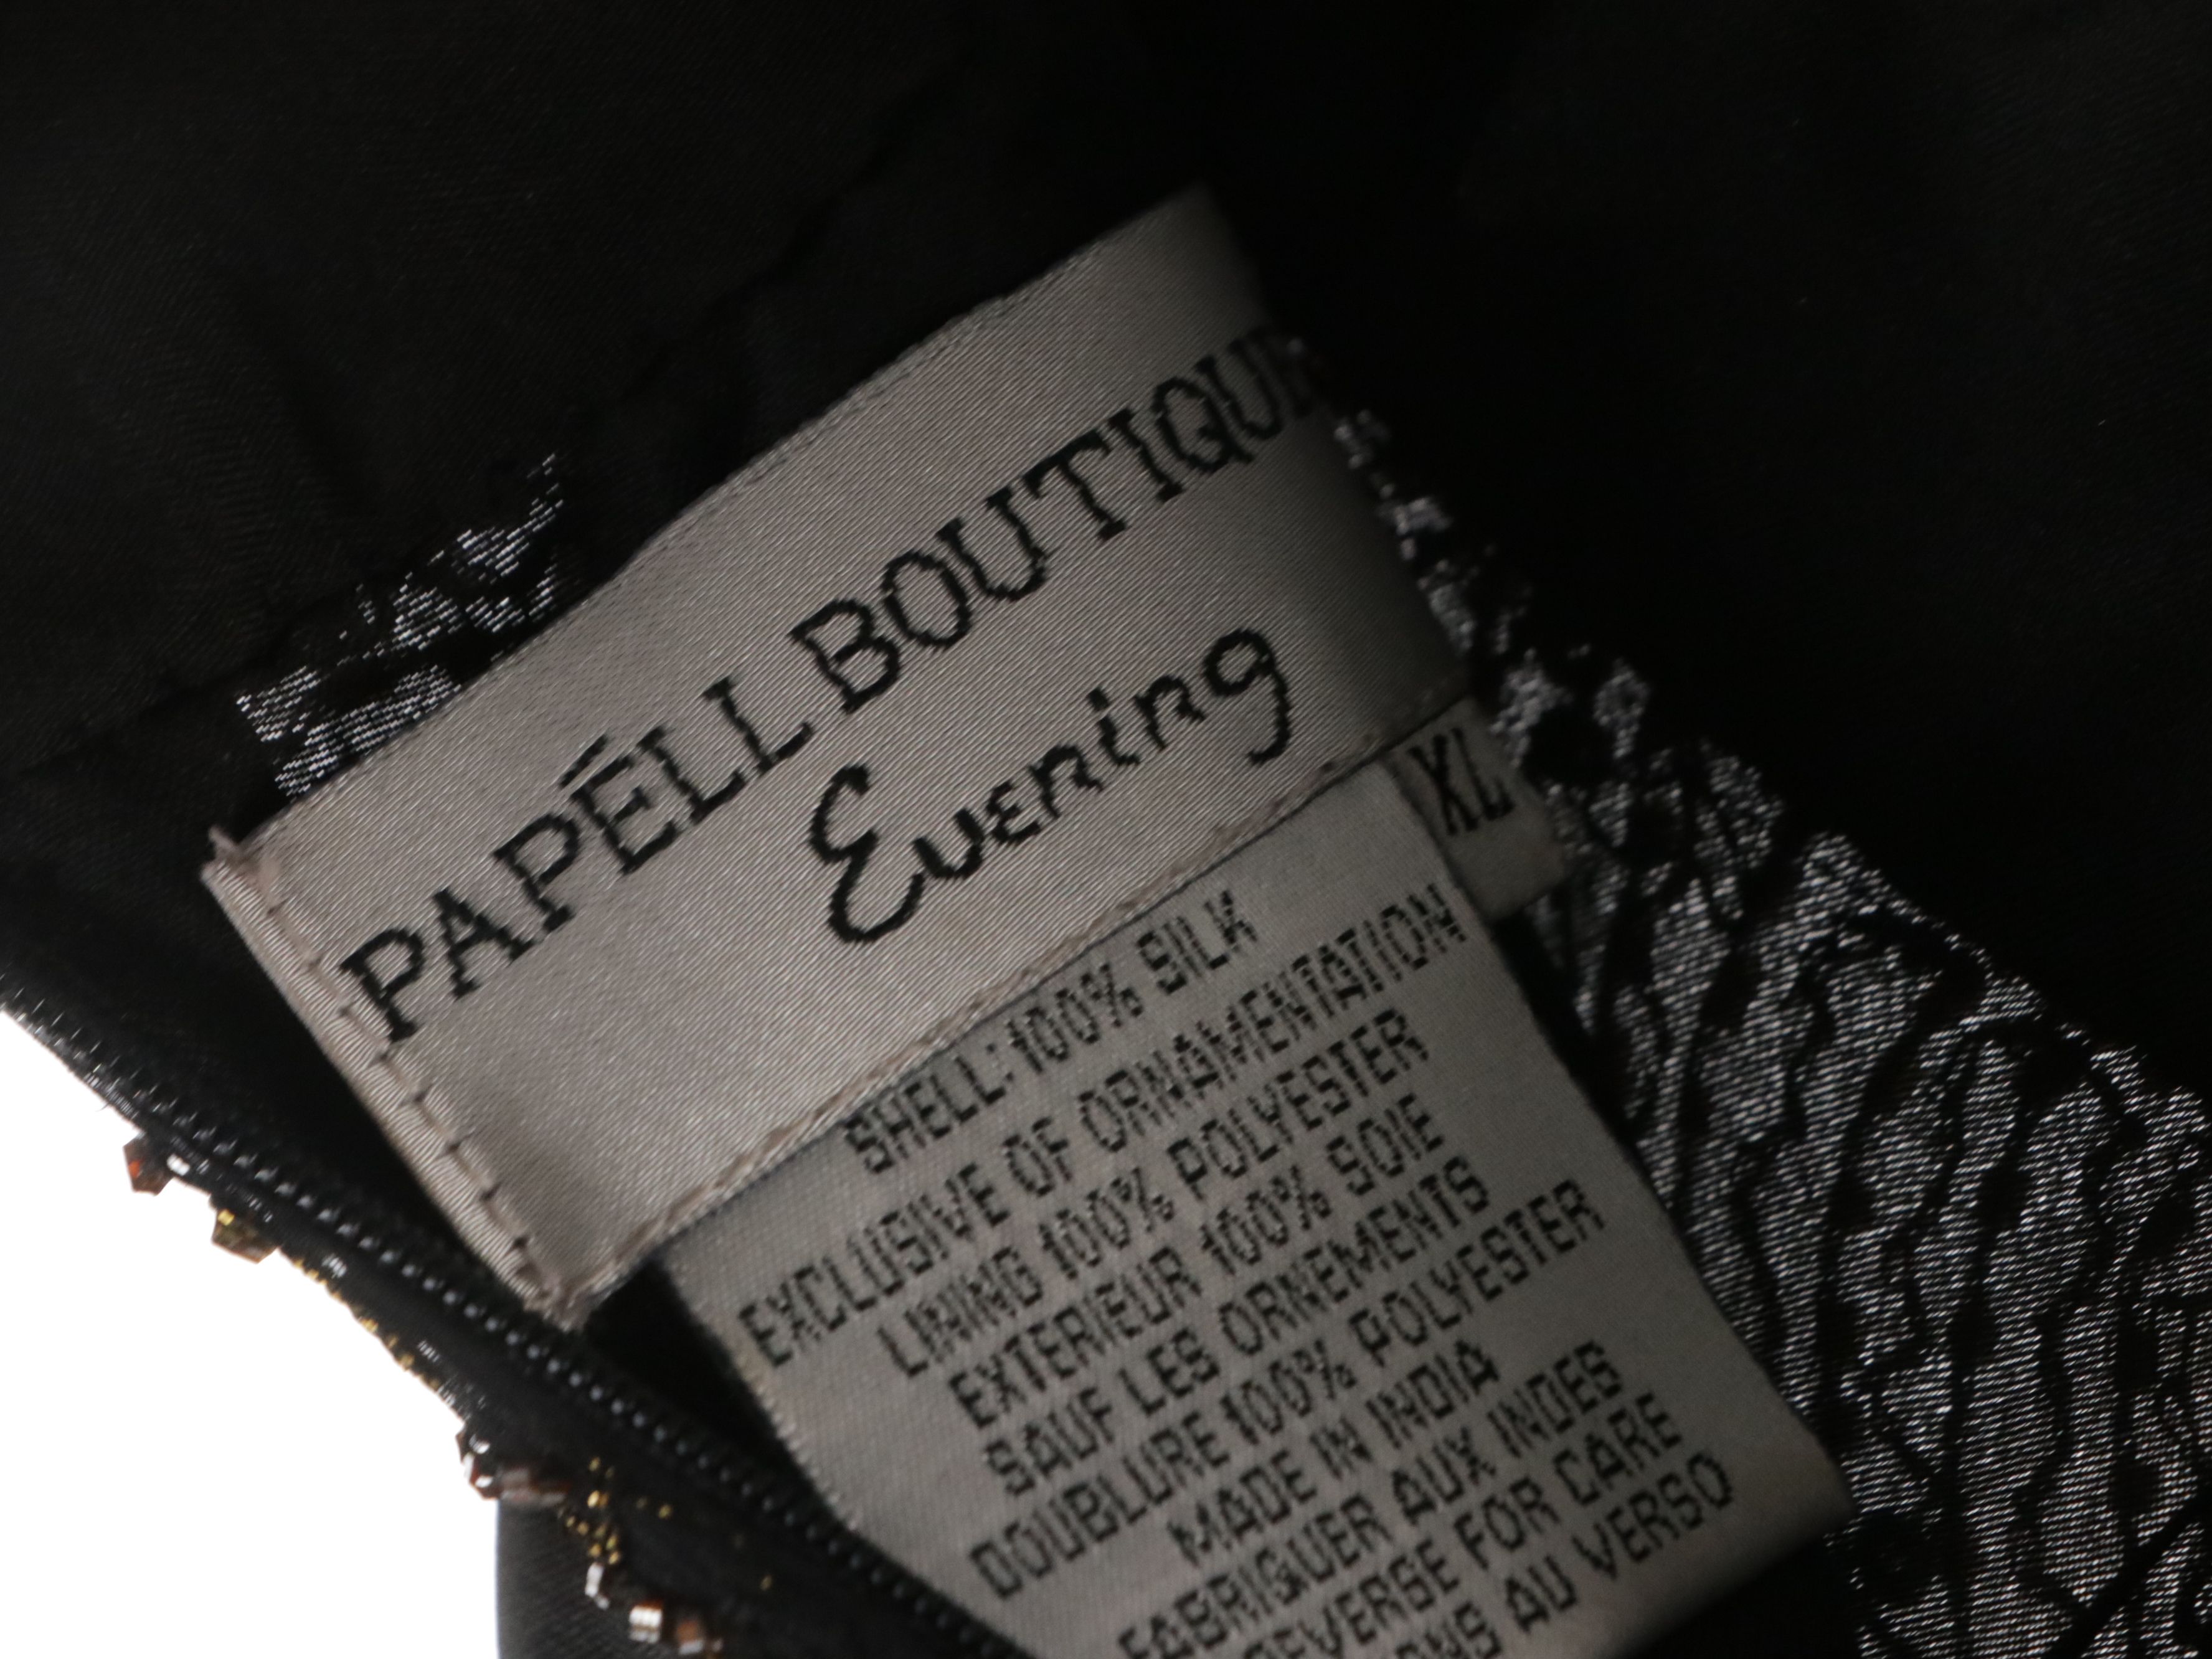 PAPÉLL BOUTIQUE
Evening
XL
SHELL: 100% SILK
EXCLUSIVE OF ORNAMENTATION
LINING 100% POLYESTER
EXTERIEUR 100% SOIE
SAUF LES ORNEMENTS
DOUBLURE 100% POLYESTER
MADE IN INDIA
FABRIQUER AUX INDES
REVERSE FOR CARE
AU VERSO